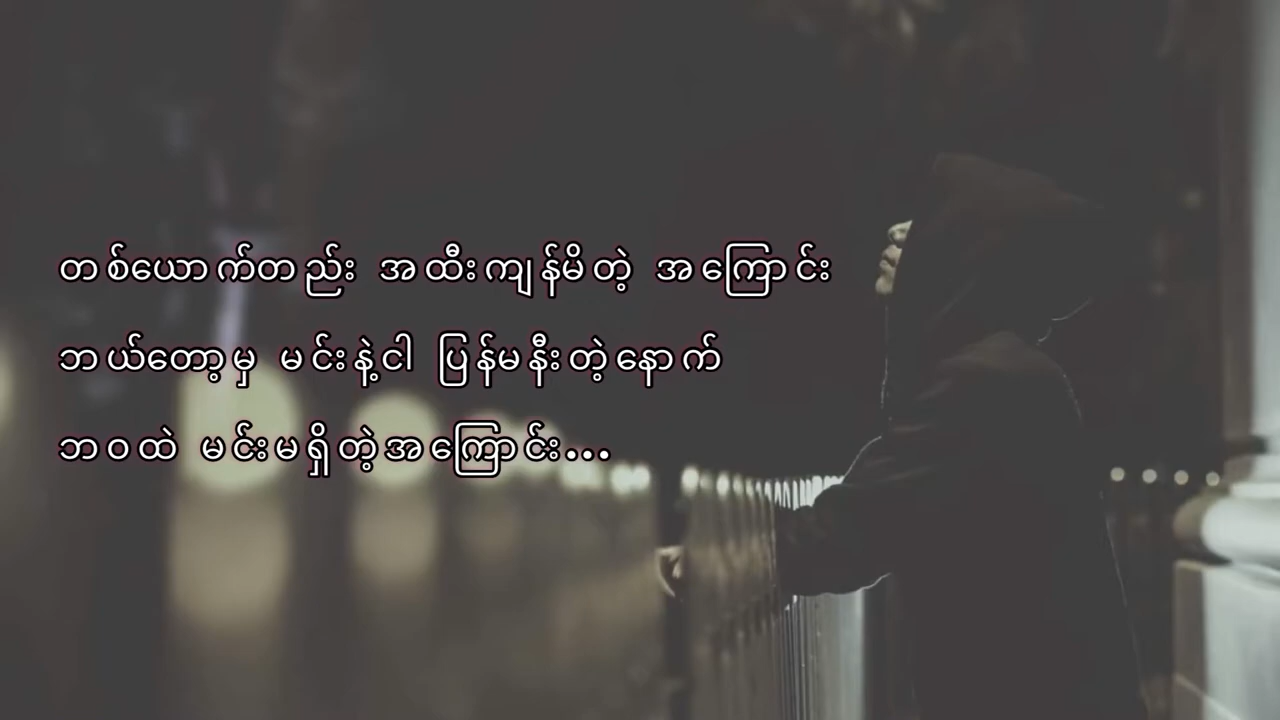 တစ်ယောက်တည်း အထီးကျန်မိတဲ့ အကြောင်း
ဘယ်တော့မှ မင်းနဲ့ငါ ပြန်မနီးတဲ့နောက်
ဘဝထဲ မင်းမရှိတဲ့အကြောင်း...